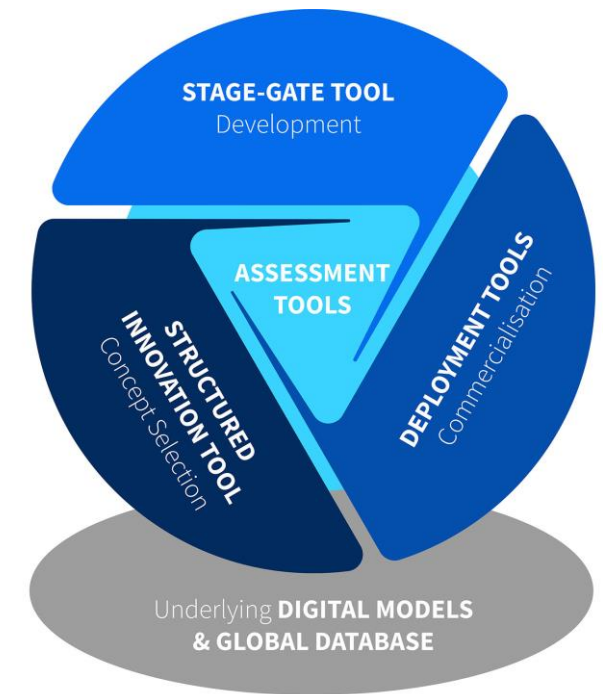 STAGE-GATE TOOL
Development
ASSESSMENT
TOOLS
DEPLOYMENT TOOLS
Commercialisation
STRUCTURED
INNOVATION TOOL
Concept Selection
Underlying DIGITAL MODELS
& GLOBAL DATABASE